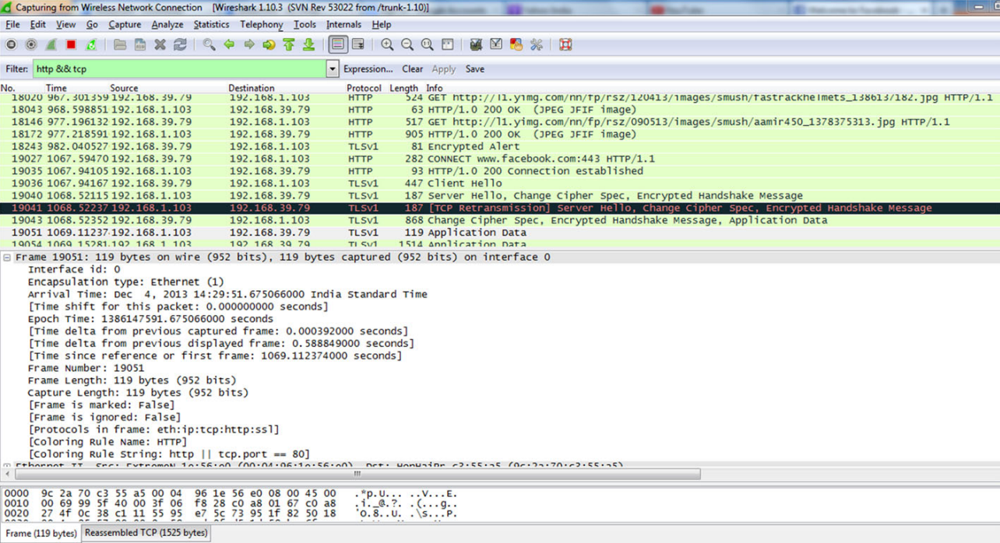 Capturing from Wireless Network Connection [Wireshark 1.10.3 (SVN Rev 53022 from /trunk-1.10)]
File Edit View Go Capture Analyze Statistics Telephony Tools Internals Help
Filter: http && tcp Expression... Clear Apply Save
No. Time Source Destination Protocol Length Info
18020 967.301359 192.168.39.79 192.168.1.103 HTTP 524 GET http://l1.yimg.com/nn/fp/rsz/120413/images/smush/fastrackhelmets_1386137182.jpg HTTP/1.1
18043 968.598851 192.168.1.103 192.168.39.79 HTTP 63 HTTP/1.0 200 OK (JPEG JFIF image)
18146 977.196132 192.168.39.79 192.168.1.103 HTTP 517 GET http://l1.yimg.com/nn/fp/rsz/090513/images/smush/aamir450_1378375313.jpg HTTP/1.1
18172 977.218591 192.168.1.103 192.168.39.79 HTTP 905 HTTP/1.0 200 OK (JPEG JFIF image)
18243 982.040527 192.168.39.79 192.168.1.103 TLSv1 81 Encrypted Alert
19027 1067.59470 192.168.39.79 192.168.1.103 HTTP 282 CONNECT www.facebook.com:443 HTTP/1.1
19035 1067.94105 192.168.1.103 192.168.39.79 HTTP 93 HTTP/1.0 200 Connection established
19036 1067.94167 192.168.39.79 192.168.1.103 TLSv1 447 Client Hello
19040 1068.52115 192.168.1.103 192.168.39.79 TLSv1 187 Server Hello, Change Cipher Spec, Encrypted Handshake Message
19041 1068.52237 192.168.1.103 192.168.39.79 TLSv1 187 [TCP Retransmission] Server Hello, Change Cipher Spec, Encrypted Handshake Message
19043 1068.52352 192.168.39.79 192.168.1.103 TLSv1 868 Change Cipher Spec, Encrypted Handshake Message, Application Data
19051 1069.11237 192.168.1.103 192.168.39.79 TLSv1 119 Application Data
19054 1069.15281 192.168.1.103 192.168.39.79 TLSv1 1514 Application Data
Frame 19051: 119 bytes on wire (952 bits), 119 bytes captured (952 bits) on interface 0
Interface id: 0
Encapsulation type: Ethernet (1)
Arrival Time: Dec 4, 2013 14:29:51.675066000 India Standard Time
[Time shift for this packet: 0.000000000 seconds]
Epoch Time: 1386147591.675066000 seconds
[Time delta from previous captured frame: 0.000392000 seconds]
[Time delta from previous displayed frame: 0.588849000 seconds]
[Time since reference or first frame: 1069.112374000 seconds]
Frame Number: 19051
Frame Length: 119 bytes (952 bits)
Capture Length: 119 bytes (952 bits)
[Frame is marked: False]
[Frame is ignored: False]
[Protocols in frame: eth:ip:tcp:http:ssl]
[Coloring Rule Name: HTTP]
[Coloring Rule String: http || tcp.port == 80]
Ethernet II, Src: ExtremeN_1e:56:e0 (00:04:96:1e:56:e0), Dst: HonHaiPr_c3:55:a5 (9c:2a:70:c3:55:a5)
0000 9c 2a 70 c3 55 a5 00 04 96 1e 56 e0 08 00 45 00 .*p.U... ..V...E.
0010 00 69 99 5f 40 00 3f 06 f8 28 c0 a8 01 67 c0 a8 .i._@.?. .(...g..
0020 27 4f 0c 38 c1 11 55 95 e7 5c 73 95 1f 82 50 18 'O.8..U. .\s...P.
Frame (119 bytes) Reassembled TCP (1525 bytes)